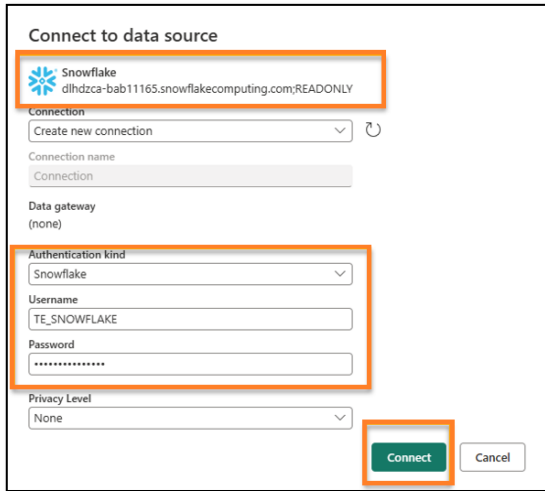 Connect to data source
Snowflake
dlhdzca-bab11165.snowflakecomputing.com;READONLY
Connection
Create new connection
Connection name
Connection
Data gateway
(none)
Authentication kind
Snowflake
Username
TE_SNOWFLAKE
Password
•••••••••••••••
Privacy Level
None
Connect Cancel